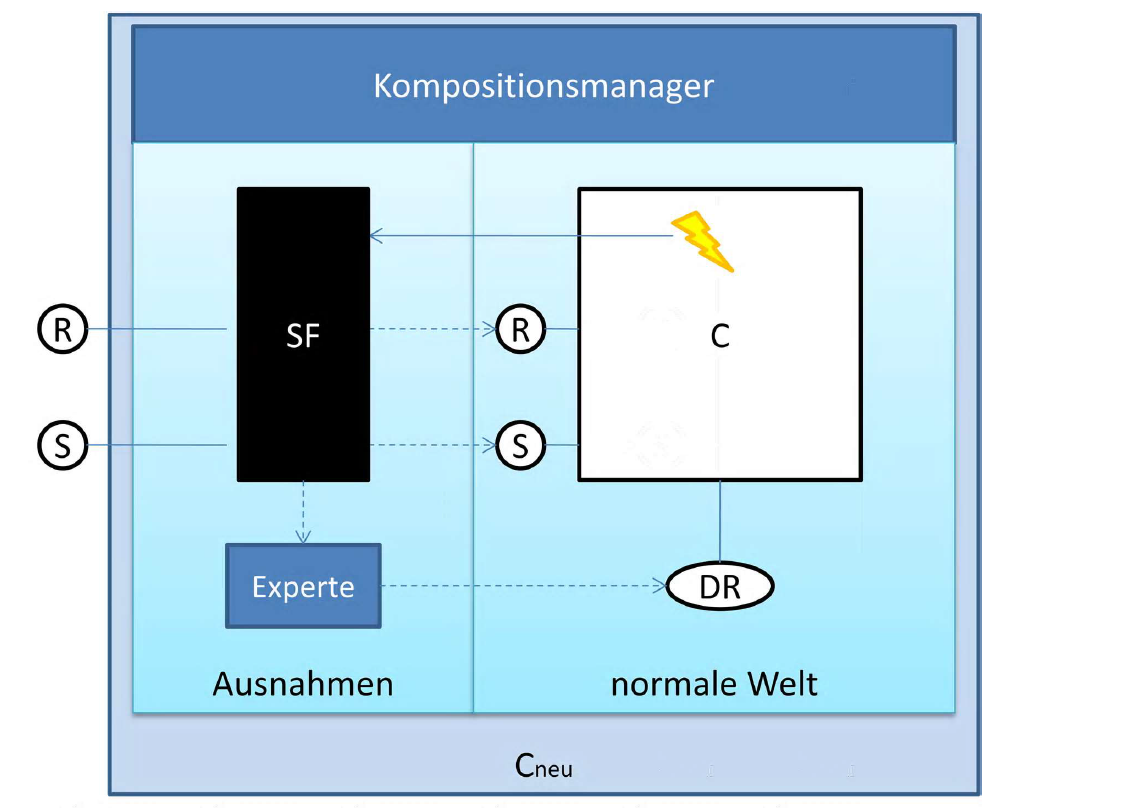 Kompositionsmanager
R
SF
R
C
S
S
Experte
DR
Ausnahmen
normale Welt
Cneu